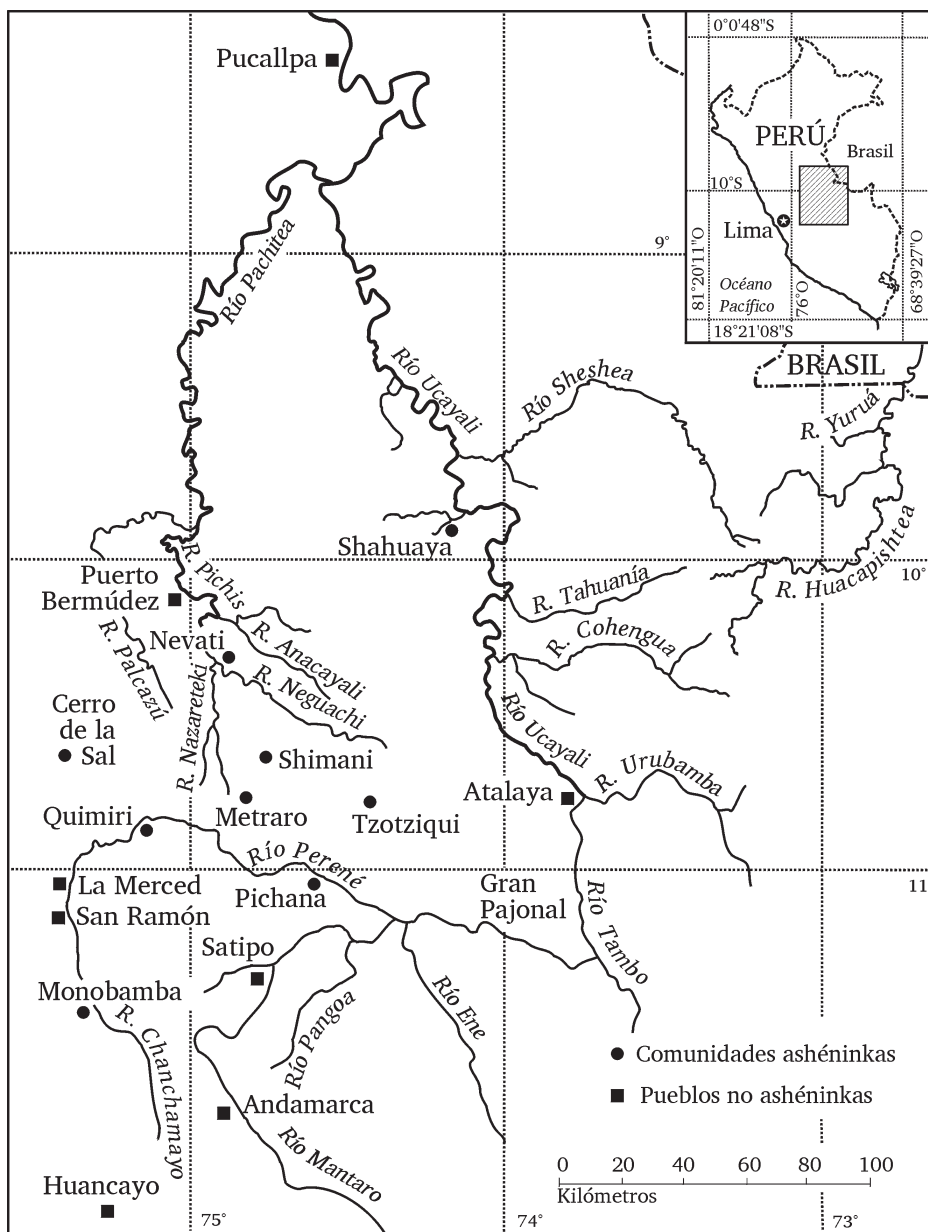 Pucallpa
0°0'48"S
PERÚ
Brasil
10°S
Lima
81°20'11"O
Océano
Pacífico
76°O
68°39'27"O
18°21'08"S
9°
Río Pachitea
Río Ucayali
Río Sheshea
BRASIL
R. Yuruá
Shahuaya
10°
R. Huacapishtea
R. Pichis
Puerto
Bermúdez
R. Tahuanía
R. Palcazú
Nevati
R. Anacayali
R. Cohengua
R. Neguachi
R. Nazareteki
Cerro
de la
Sal
Shimani
Río Ucayali
R. Urubamba
Atalaya
Metraro
Tzotziqui
Quimiri
Río Perené
11
La Merced
Pichana
Gran
Pajonal
San Ramón
Río Tambo
Satipo
Monobamba
R. Chanchamayo
Río Pangoa
Río Ene
Comunidades ashéninkas
Pueblos no ashéninkas
Andamarca
Río Mantaro
Huancayo
0 20 40 60 80 100
Kilómetros
75° 74° 73°